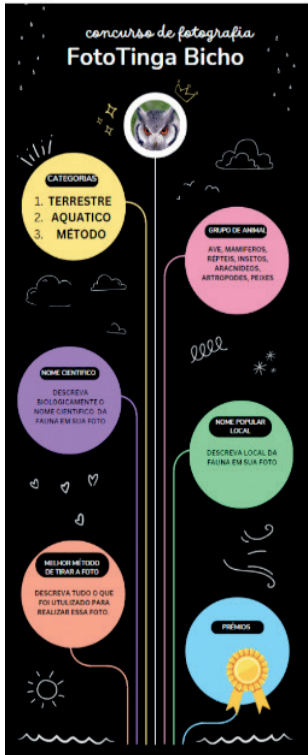 concurso de fotografia
FotoTinga Bicho
CATEGORIAS
1. TERRESTRE
2. AQUATICO
3. MÉTODO
GRUPO DE ANIMAL
AVE, MAMIFEROS,
RÉPTEIS, INSETOS,
ARACNIDEOS,
ARTROPODES, PEIXES
NOME CIENTIFICO
DESCREVA
BIOLOGICAMENTE O
NOME CIENTIFICO DA
FAUNA EM SUA FOTO
NOME POPULAR
LOCAL
DESCREVA LOCAL DA
FAUNA EM SUA FOTO
MELHOR MÉTODO
DE TIRAR A FOTO
DESCREVA TUDO O QUE
FOI UTULIZADO PARA
REALIZAR ESSA FOTO.
PRÊMIOS